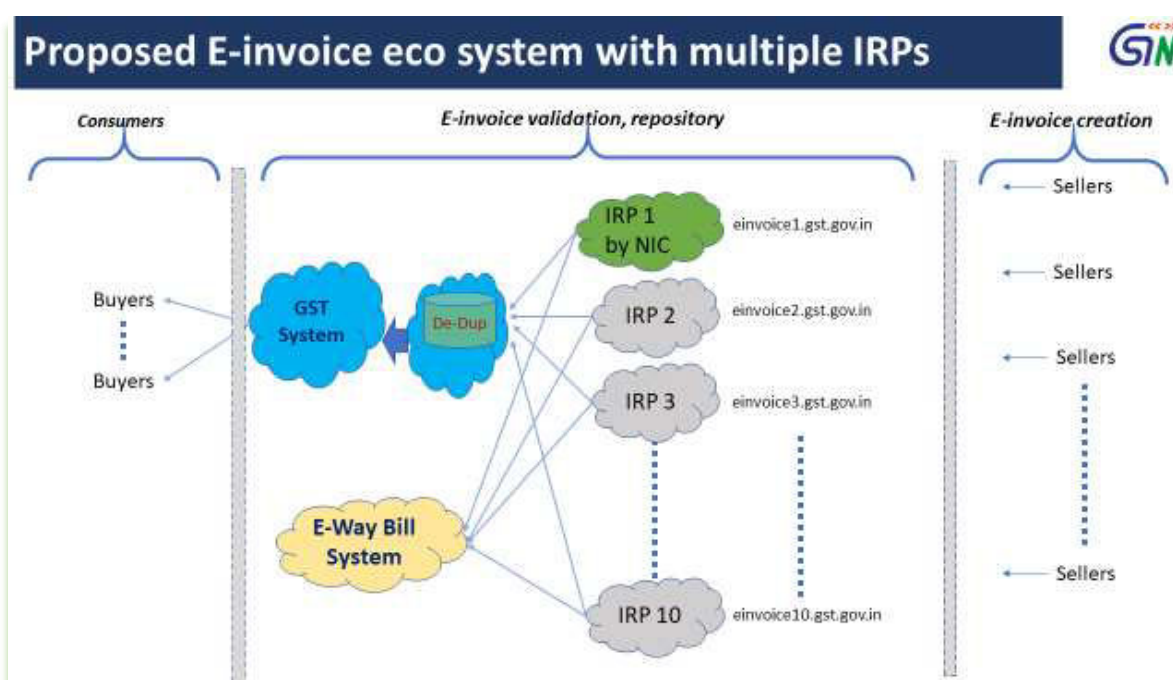 Proposed E-invoice eco system with multiple IRPs
Consumers
E-invoice validation, repository
E-invoice creation
Sellers
IRP 1
by NIC
einvoice1.gst.gov.in
Sellers
Buyers
GST
System
De-Dup
IRP 2
einvoice2.gst.gov.in
Sellers
Buyers
IRP 3
einvoice3.gst.gov.in
E-Way Bill
System
Sellers
IRP 10
einvoice10.gst.gov.in